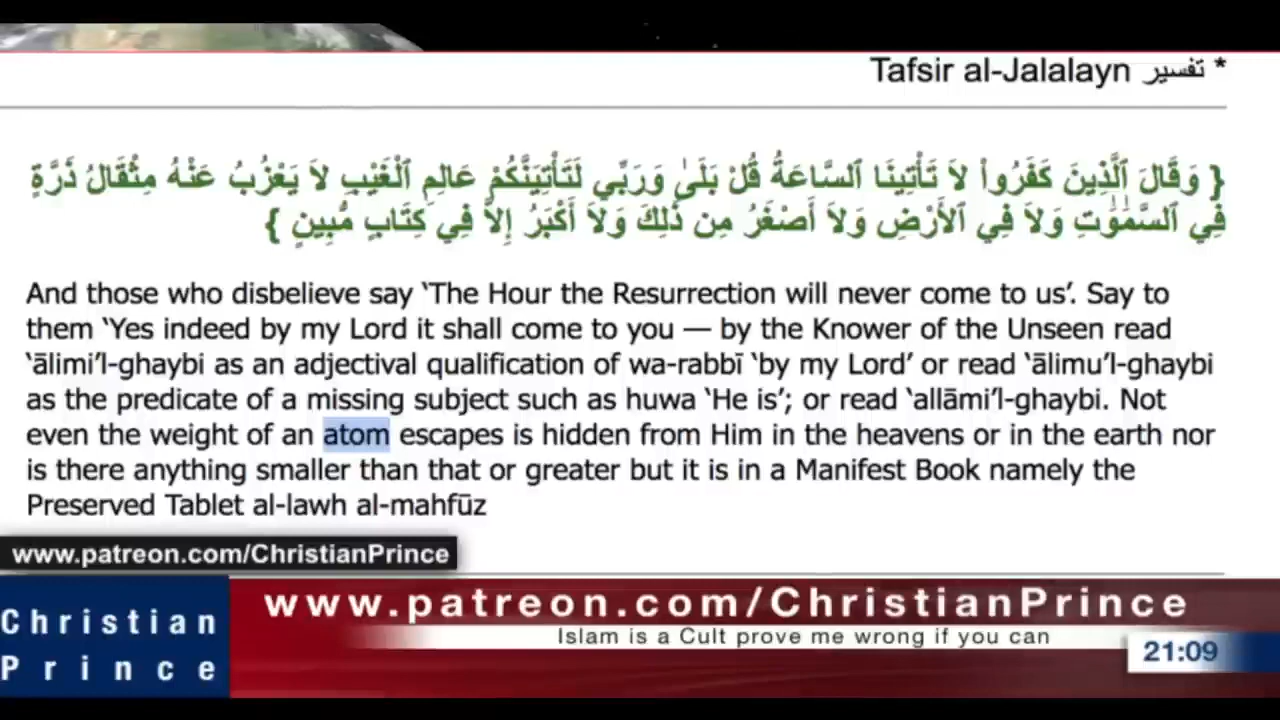 Tafsir al-Jalalayn تفسير *
{ وَقَالَ ٱلَّذِينَ كَفَرُواْ لاَ تَأْتِينَا ٱلسَّاعَةُ قُلْ بَلَىٰ وَرَبِّي لَتَأْتِيَنَّكُمْ عَالِمِ ٱلْغَيْبِ لاَ يَعْزُبُ عَنْهُ مِثْقَالُ ذَرَّةٍ
فِي ٱلسَّمَٰوَٰتِ وَلاَ فِي ٱلأَرْضِ وَلاَ أَصْغَرُ مِن ذَٰلِكَ وَلاَ أَكْبَرُ إِلاَّ فِي كِتَابٍ مُّبِينٍ }
And those who disbelieve say ‘The Hour the Resurrection will never come to us’. Say to
them ‘Yes indeed by my Lord it shall come to you — by the Knower of the Unseen read
‘ālimi’l-ghaybi as an adjectival qualification of wa-rabbī ‘by my Lord’ or read ‘ālimu’l-ghaybi
as the predicate of a missing subject such as huwa ‘He is’; or read ‘allāmi’l-ghaybi. Not
even the weight of an atom escapes is hidden from Him in the heavens or in the earth nor
is there anything smaller than that or greater but it is in a Manifest Book namely the
Preserved Tablet al-lawh al-mahfūz
www.patreon.com/ChristianPrince
Christian
Prince
www.patreon.com/ChristianPrince
Islam is a Cult prove me wrong if you can
21:09